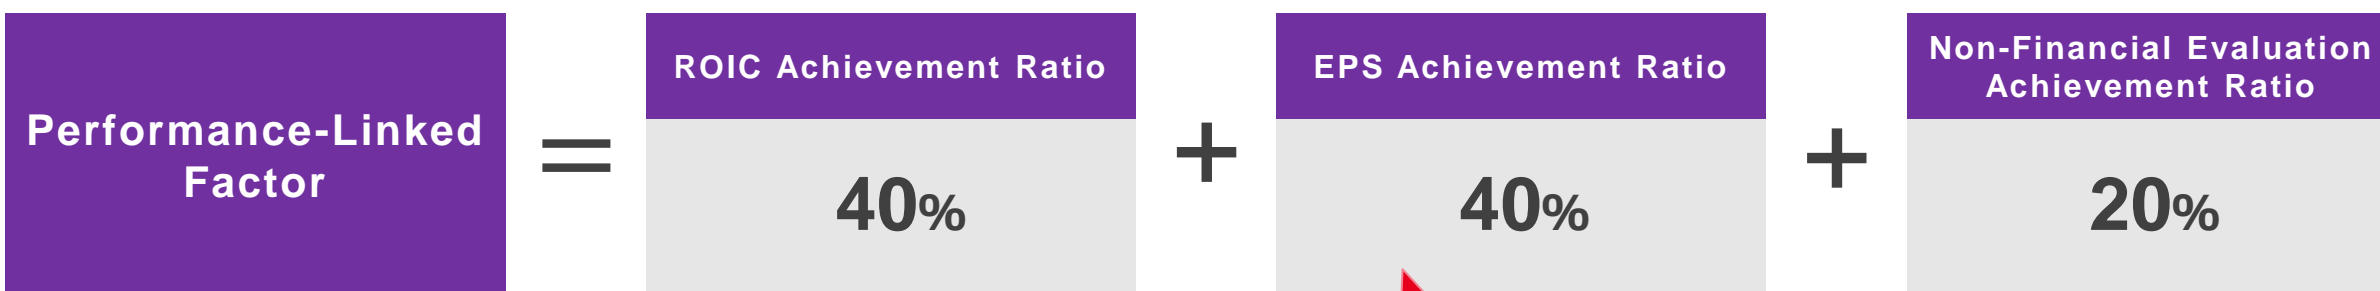 Performance-Linked
Factor
=
ROIC Achievement Ratio
40%
+
EPS Achievement Ratio
40%
+
Non-Financial Evaluation
Achievement Ratio
20%